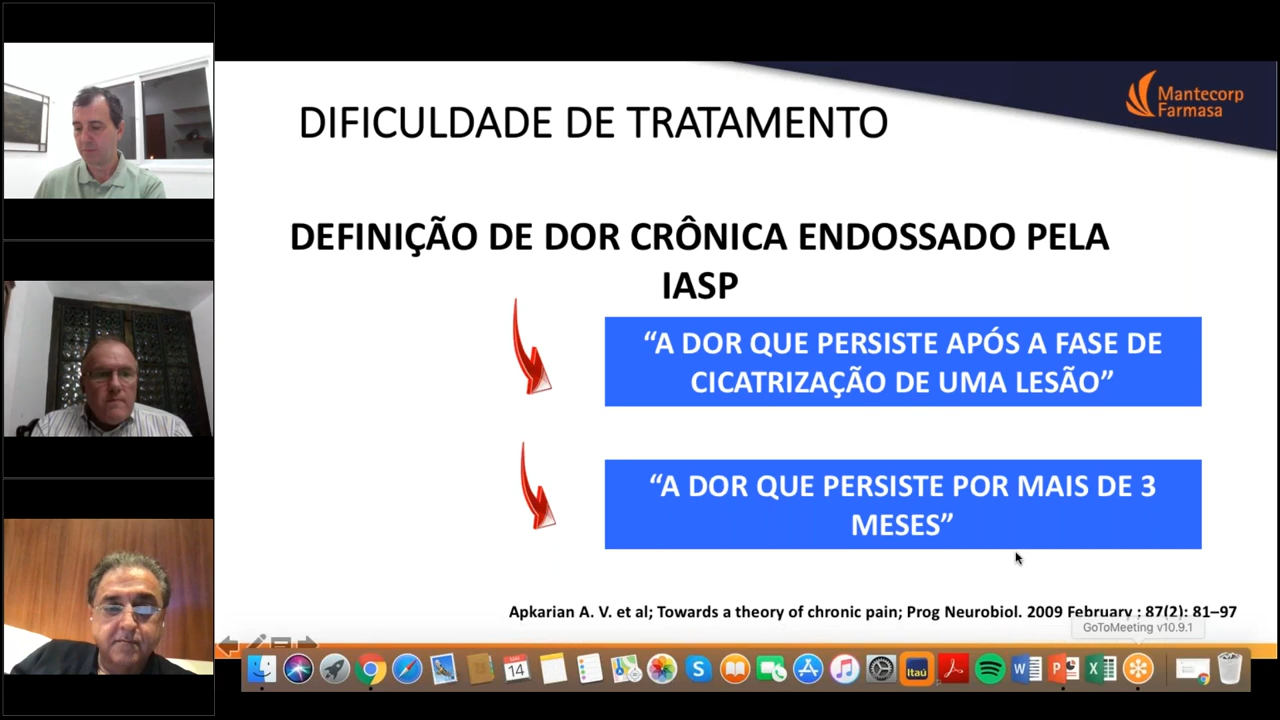 Mantecorp
Farmasa
DIFICULDADE DE TRATAMENTO
DEFINIÇÃO DE DOR CRÔNICA ENDOSSADO PELA
IASP
“A DOR QUE PERSISTE APÓS A FASE DE
CICATRIZAÇÃO DE UMA LESÃO”
“A DOR QUE PERSISTE POR MAIS DE 3
MESES”
Apkarian A. V. et al; Towards a theory of chronic pain; Prog Neurobiol. 2009 February ; 87(2): 81–97
GoToMeeting v10.9.1
14
itaú